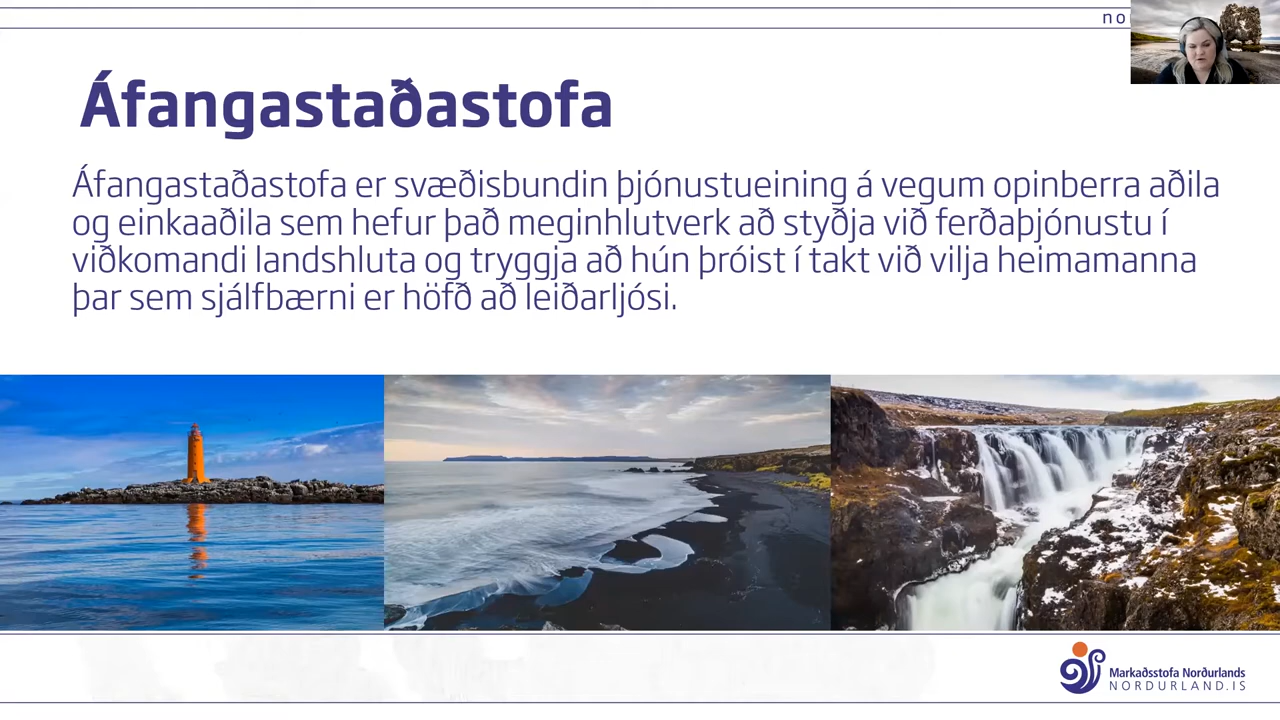 no
Áfangastaðastofa
Áfangastaðastofa er svæðisbundin þjónustueining á vegum opinberra aðila
og einkaaðila sem hefur það meginhlutverk að styðja við ferðaþjónustu í
viðkomandi landshluta og tryggja að hún þróist í takt við vilja heimamanna
þar sem sjálfbærni er höfð að leiðarljósi.
Markaðsstofa Norðurlands
NORDURLAND.IS